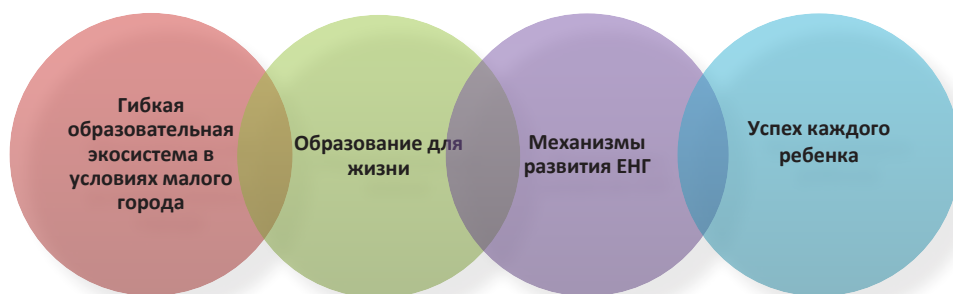 Гибкая
образовательная
экосистема в
условиях малого
города
Образование для
жизни
Механизмы
развития ЕНГ
Успех каждого
ребенка